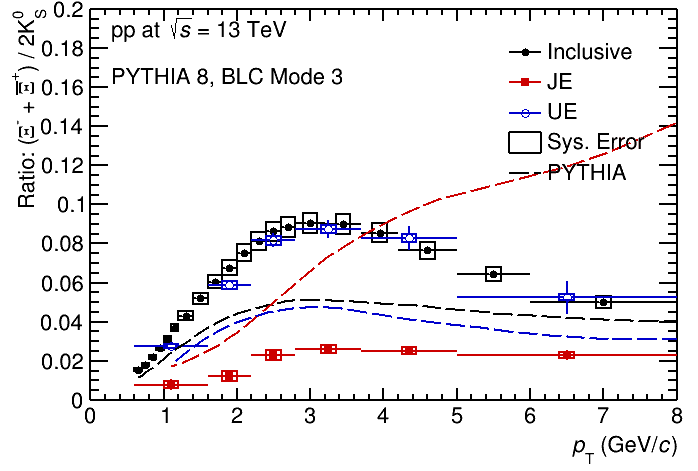 pp at √s = 13 TeV
PYTHIA 8, BLC Mode 3
Inclusive
JE
UE
Sys. Error
PYTHIA
Ratio: (Ξ⁻ + Ξ̅⁺) / 2K⁰_S
0.2
0.18
0.16
0.14
0.12
0.1
0.08
0.06
0.04
0.02
0
0 1 2 3 4 5 6 7 8
p_T (GeV/c)